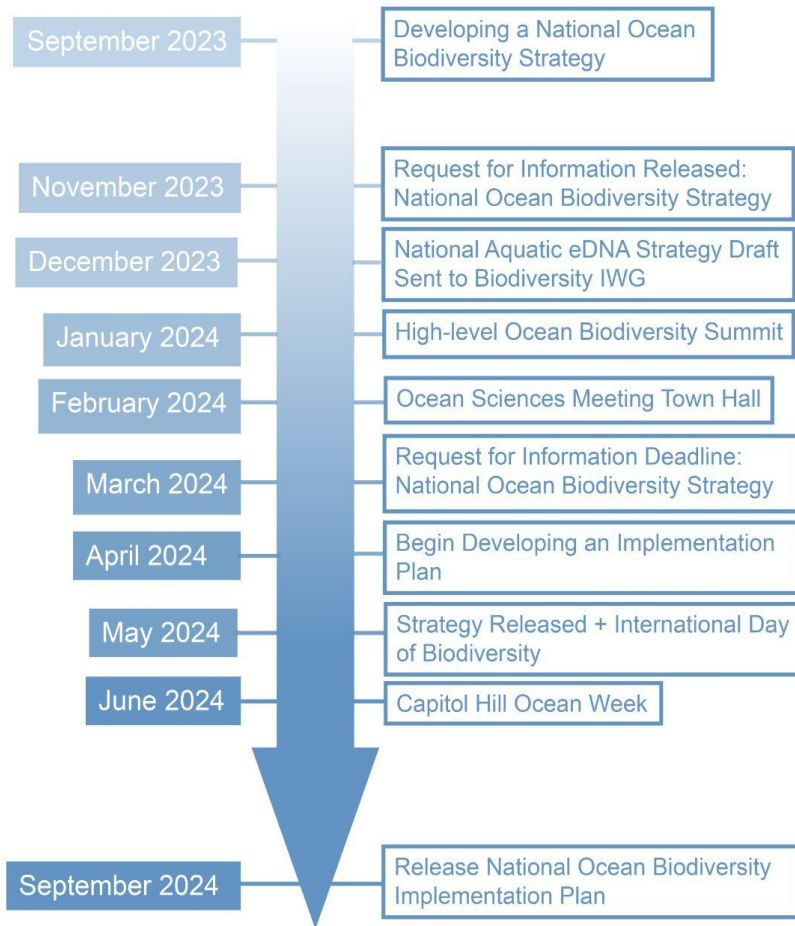 September 2023
Developing a National Ocean
Biodiversity Strategy
November 2023
Request for Information Released:
National Ocean Biodiversity Strategy
December 2023
National Aquatic eDNA Strategy Draft
Sent to Biodiversity IWG
January 2024
High-level Ocean Biodiversity Summit
February 2024
Ocean Sciences Meeting Town Hall
March 2024
Request for Information Deadline:
National Ocean Biodiversity Strategy
April 2024
Begin Developing an Implementation
Plan
May 2024
Strategy Released + International Day
of Biodiversity
June 2024
Capitol Hill Ocean Week
September 2024
Release National Ocean Biodiversity
Implementation Plan